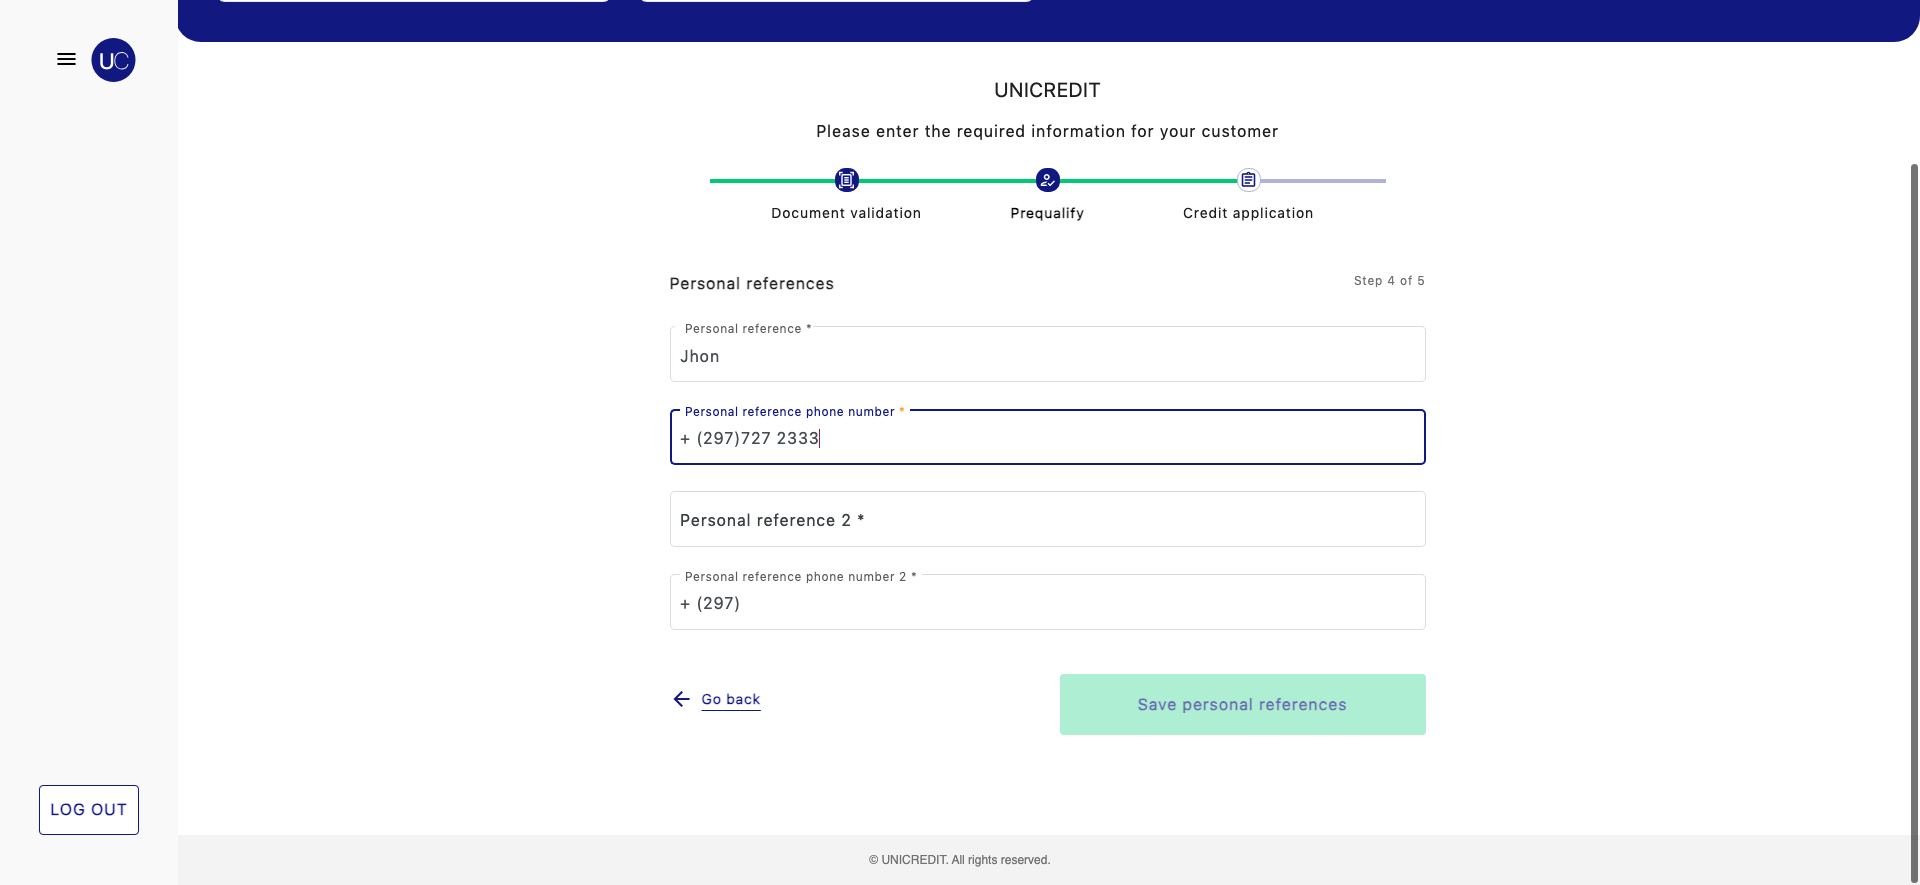 UC
UNICREDIT
Please enter the required information for your customer
Document validation
Prequalify
Credit application
Personal references
Step 4 of 5
Personal reference *
Jhon
Personal reference phone number *
+ (297)727 2333
Personal reference 2 *
Personal reference phone number 2 *
+ (297)
Go back
Save personal references
LOG OUT
© UNICREDIT. All rights reserved.